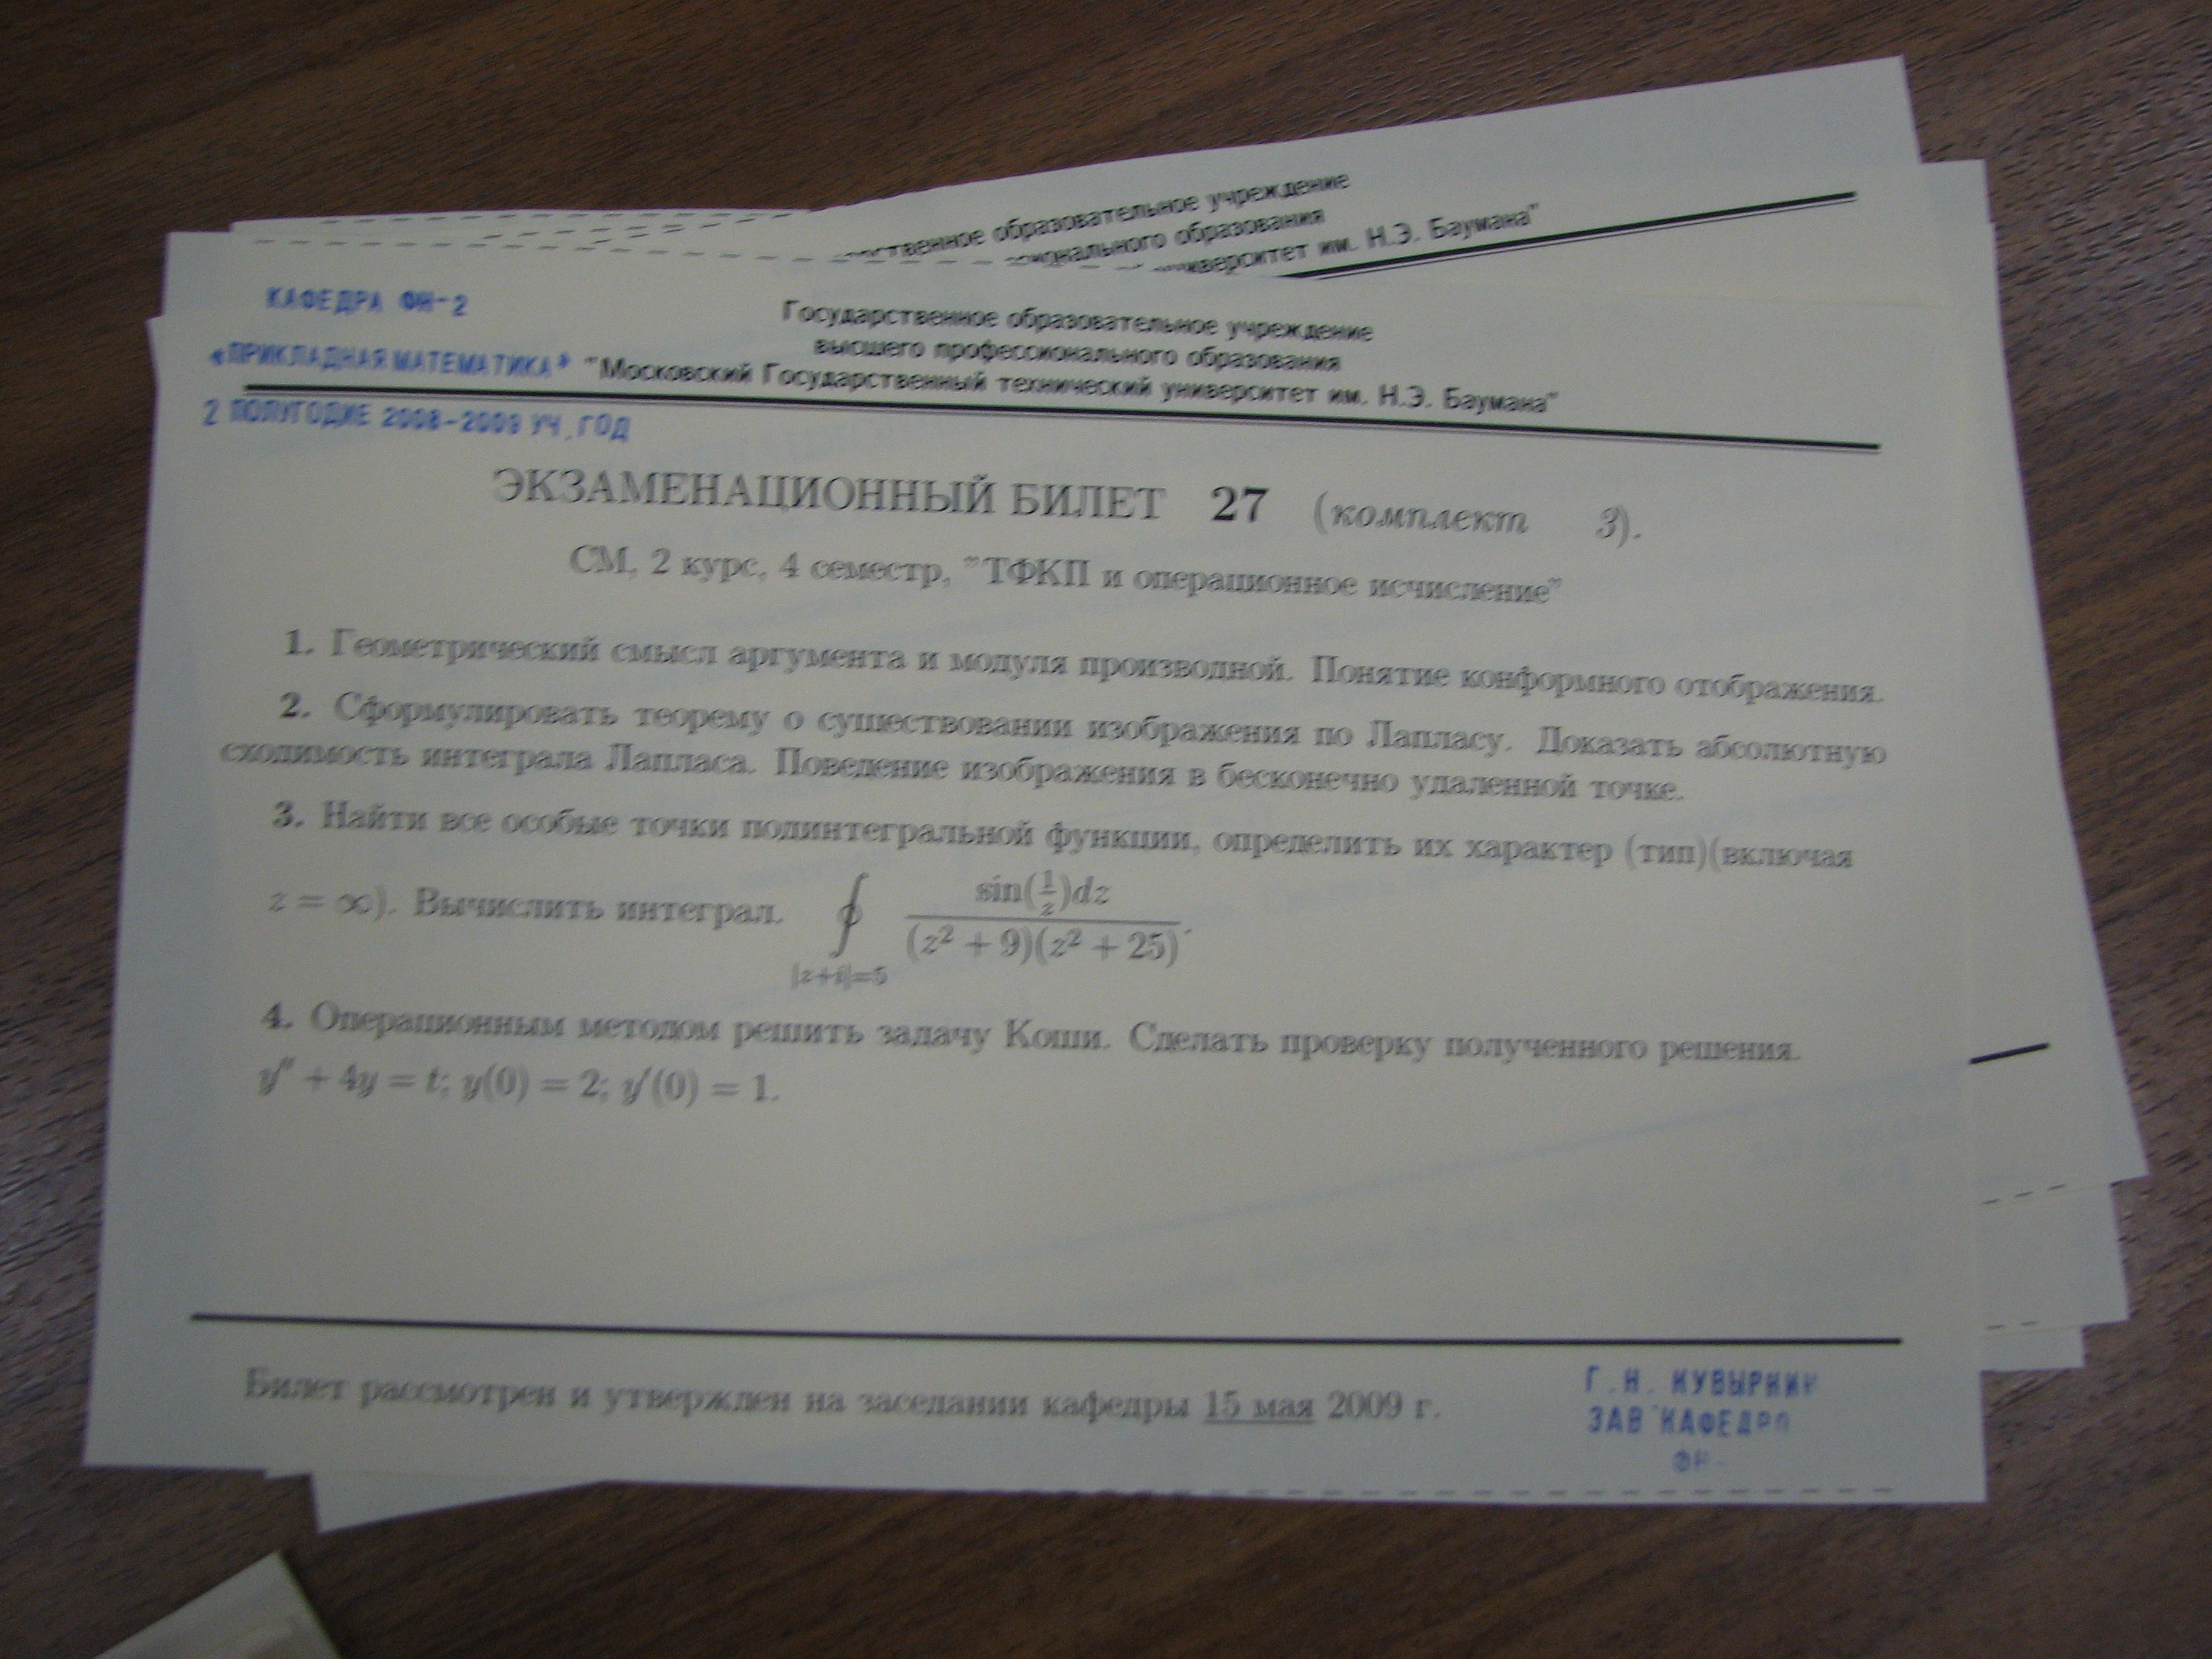 ственное образовательное учреждение
ионального образования
университет им. Н.Э. Баумана"
КАФЕДРА ФН-2
Государственное образовательное учреждение
высшего профессионального образования
«ПРИКЛАДНАЯ МАТЕМАТИКА» "Московский Государственный технический университет им. Н.Э. Баумана"
2 ПОЛУГОДИЕ 2008-2009 УЧ. ГОД
ЭКЗАМЕНАЦИОННЫЙ БИЛЕТ 27 (комплект 3).
СМ, 2 курс, 4 семестр, "ТФКП и операционное исчисление"
1. Геометрический смысл аргумента и модуля производной. Понятие конформного отображения.
2. Сформулировать теорему о существовании изображения по Лапласу. Доказать абсолютную
сходимость интеграла Лапласа. Поведение изображения в бесконечно удаленной точке.
3. Найти все особые точки подинтегральной функции, определить их характер (тип)(включая
z = ∞). Вычислить интеграл. ∮ |z+i|=5 sin(1/z)dz / (z² + 9)(z² + 25).
4. Операционным методом решить задачу Коши. Сделать проверку полученного решения.
y″ + 4y = t; y(0) = 2; y′(0) = 1.
Билет рассмотрен и утвержден на заседании кафедры 15 мая 2009 г.
Г.Н. КУВЫРКИН
ЗАВ КАФЕДРО
ФН-